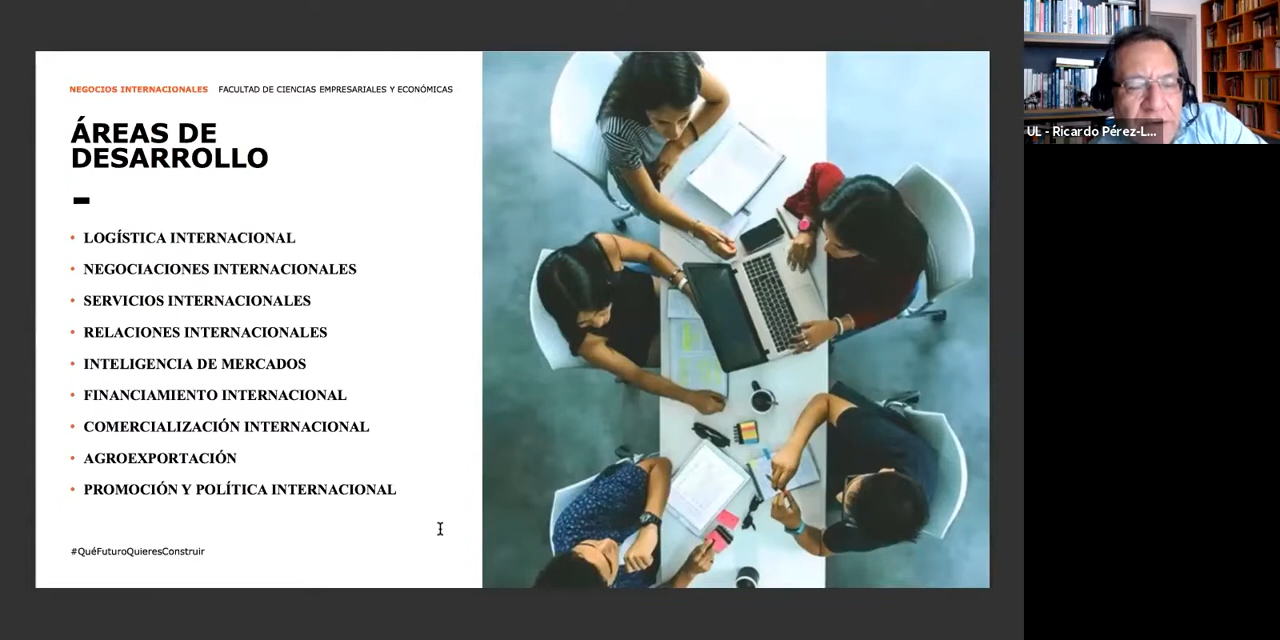 NEGOCIOS INTERNACIONALES FACULTAD DE CIENCIAS EMPRESARIALES Y ECONÓMICAS
ÁREAS DE
DESARROLLO
• LOGÍSTICA INTERNACIONAL
• NEGOCIACIONES INTERNACIONALES
• SERVICIOS INTERNACIONALES
• RELACIONES INTERNACIONALES
• INTELIGENCIA DE MERCADOS
• FINANCIAMIENTO INTERNACIONAL
• COMERCIALIZACIÓN INTERNACIONAL
• AGROEXPORTACIÓN
• PROMOCIÓN Y POLÍTICA INTERNACIONAL
#QuéFuturoQuieresConstruir
UL - Ricardo Pérez-L...